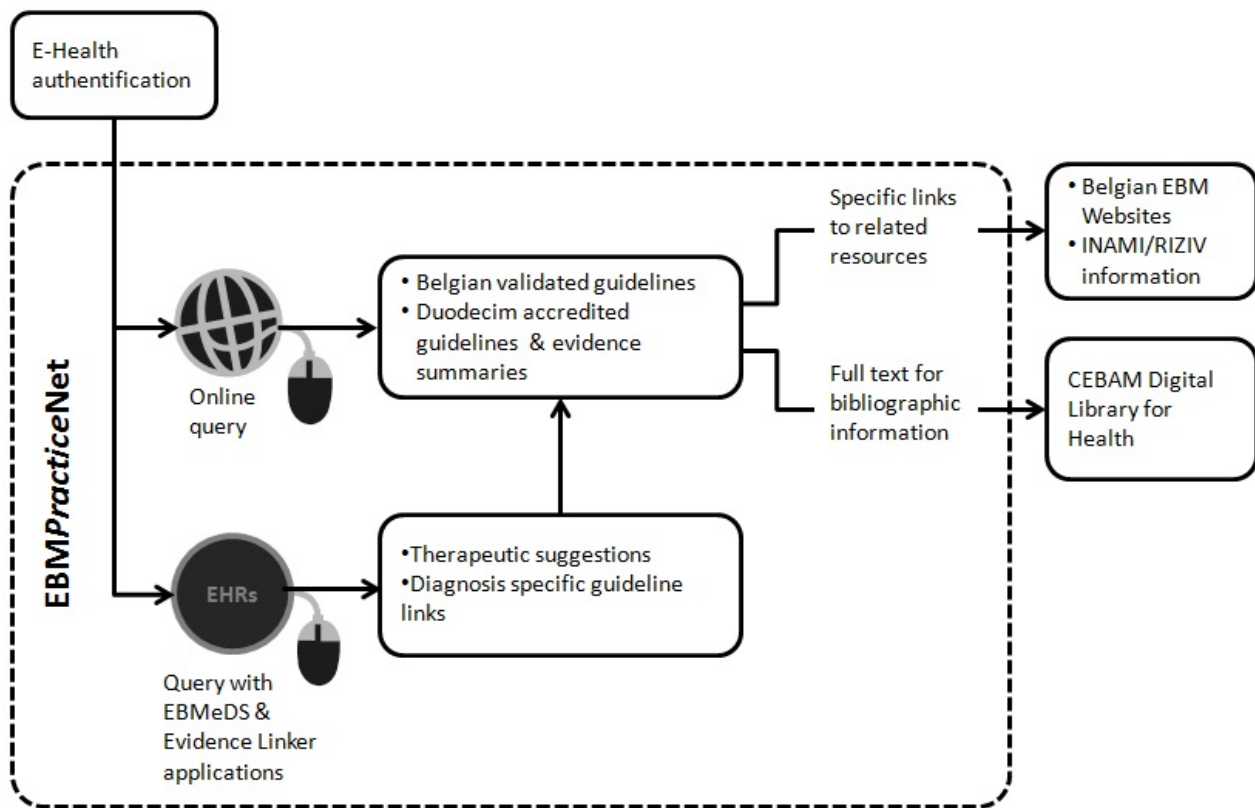 E-Health
authentification
EBMPracticeNet
Online
query
• Belgian validated guidelines
• Duodecim accredited
guidelines & evidence
summaries
Specific links
to related
resources
• Belgian EBM
Websites
• INAMI/RIZIV
information
Full text for
bibliographic
information
CEBAM Digital
Library for
Health
EHRs
Query with
EBMeDS &
Evidence Linker
applications
•Therapeutic suggestions
•Diagnosis specific guideline
links